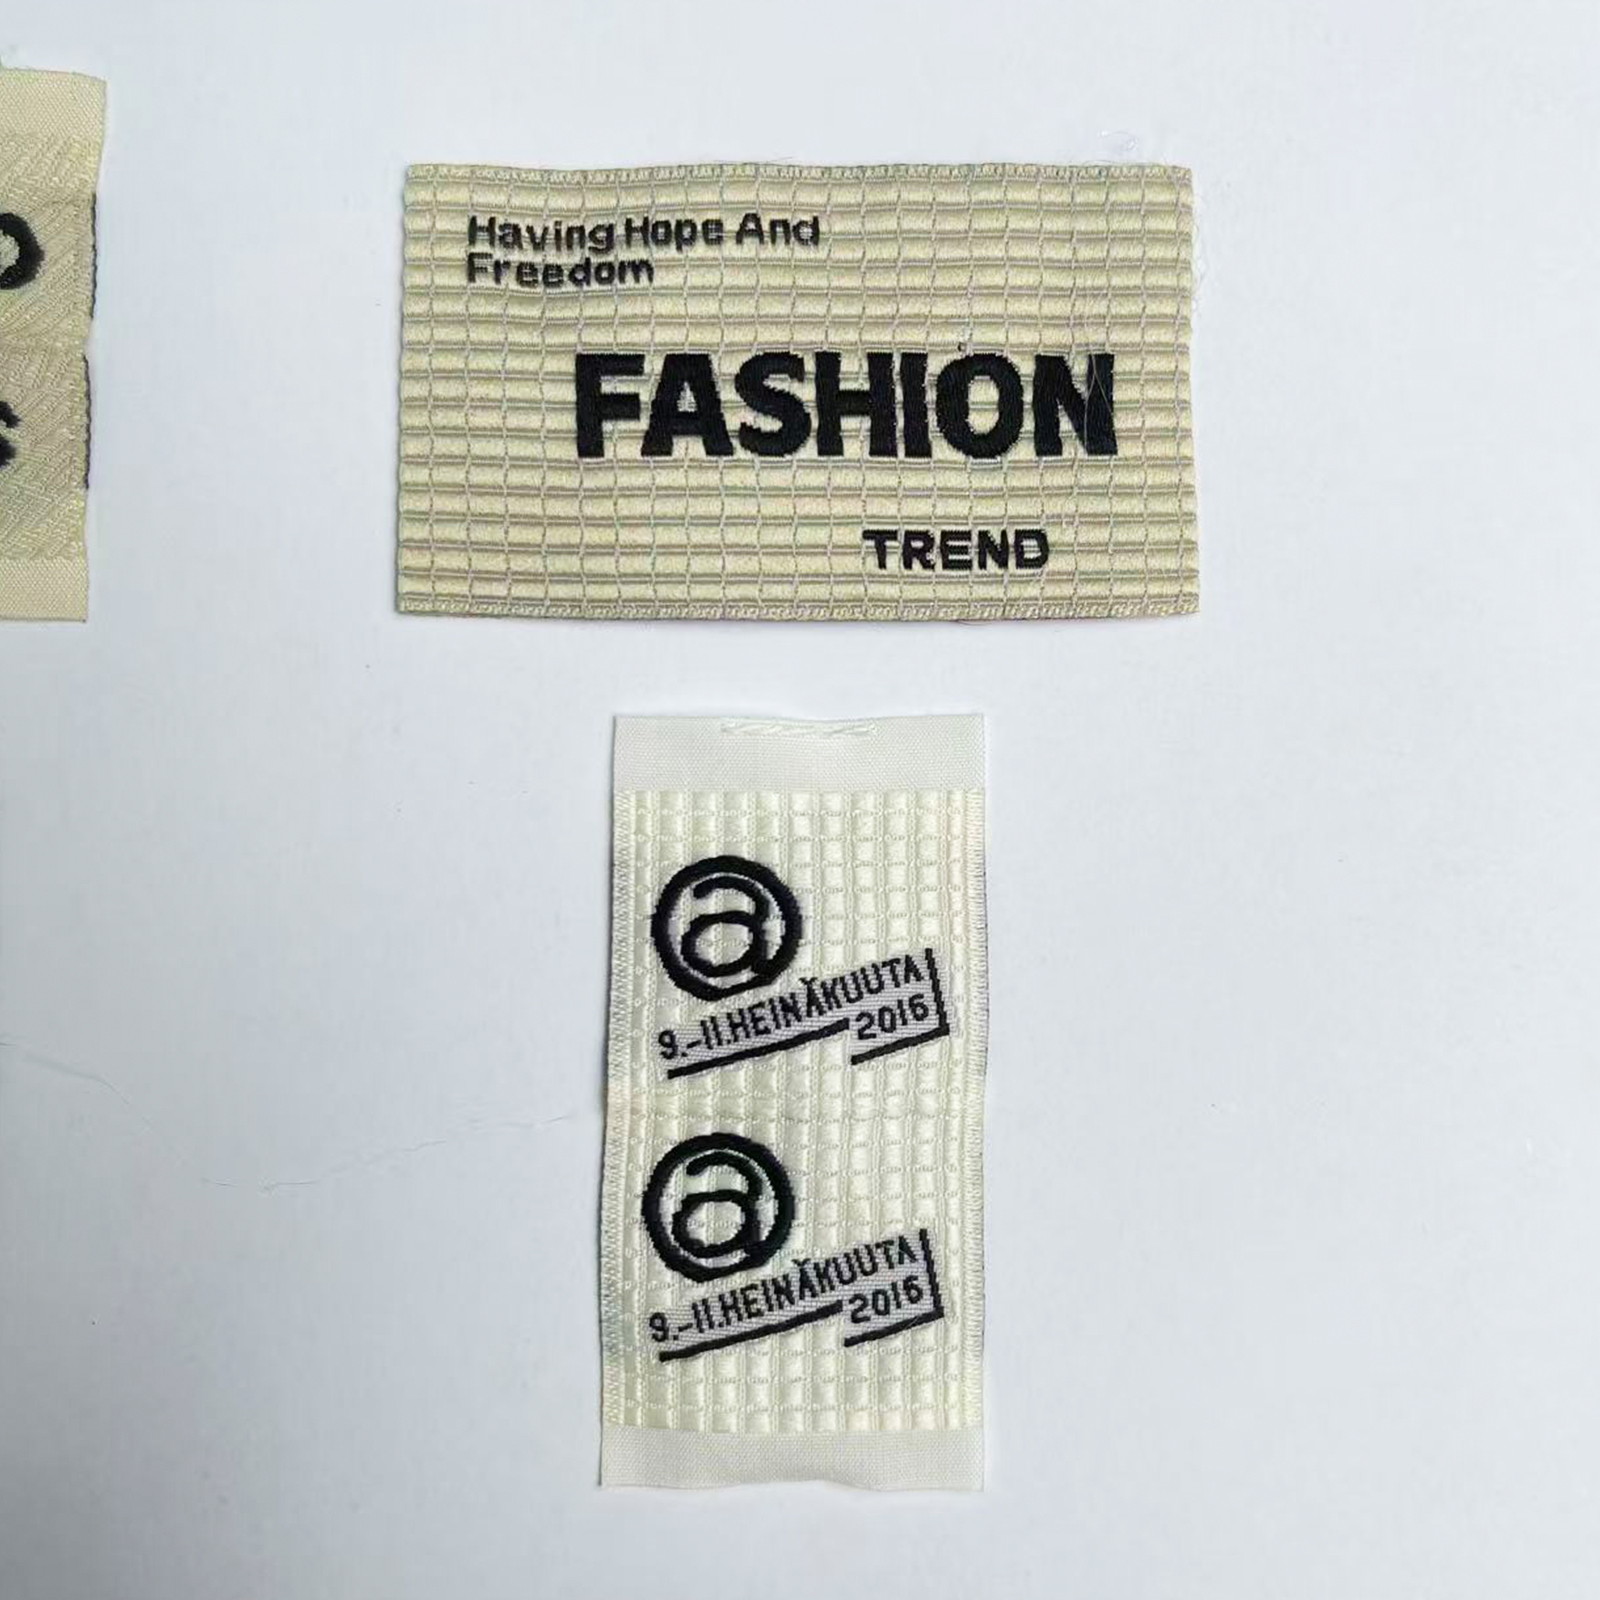 Having Hope And
Freedom
FASHION
TREND
a
9.-11.HEINÄKUUTA
2016
a
9.-11.HEINÄKUUTA
2016